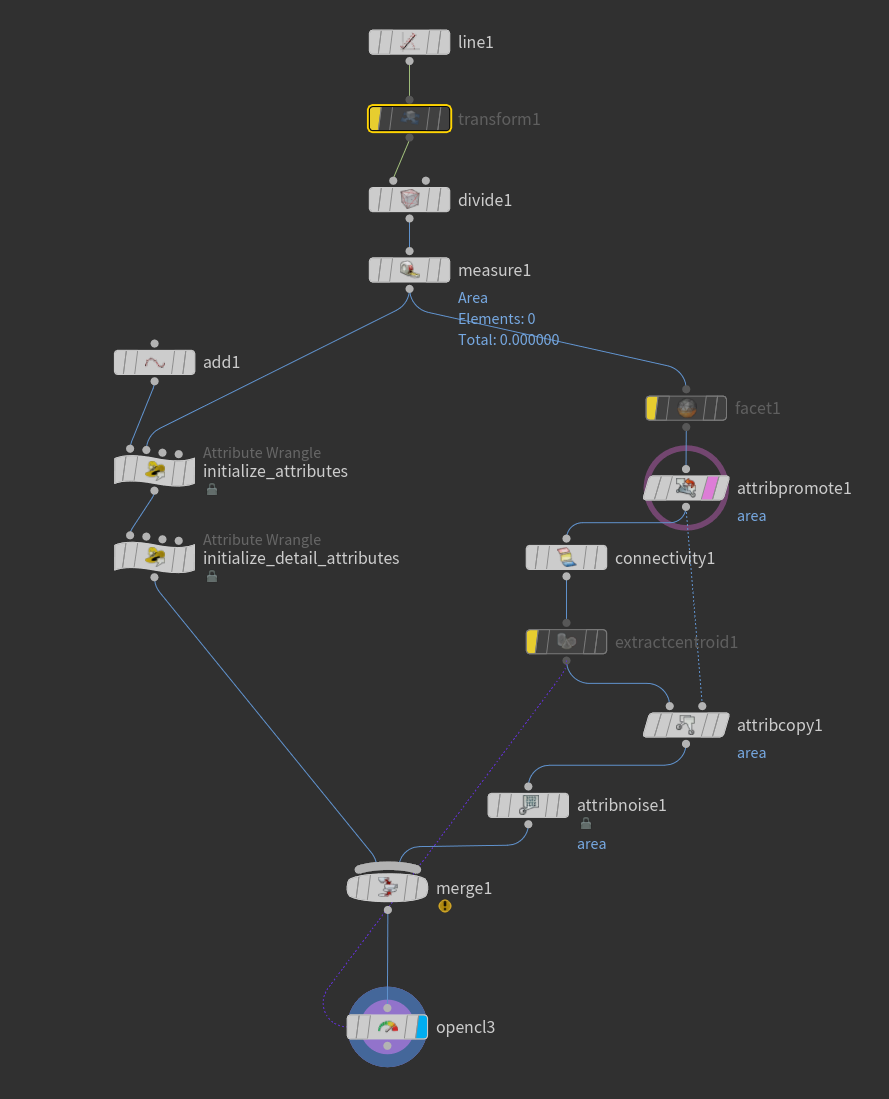 line1
transform1
divide1
measure1
Area
Elements: 0
Total: 0.000000
add1
facet1
Attribute Wrangle
initialize_attributes
attribpromote1
area
Attribute Wrangle
initialize_detail_attributes
connectivity1
extractcentroid1
attribcopy1
area
attribnoise1
area
merge1
opencl3